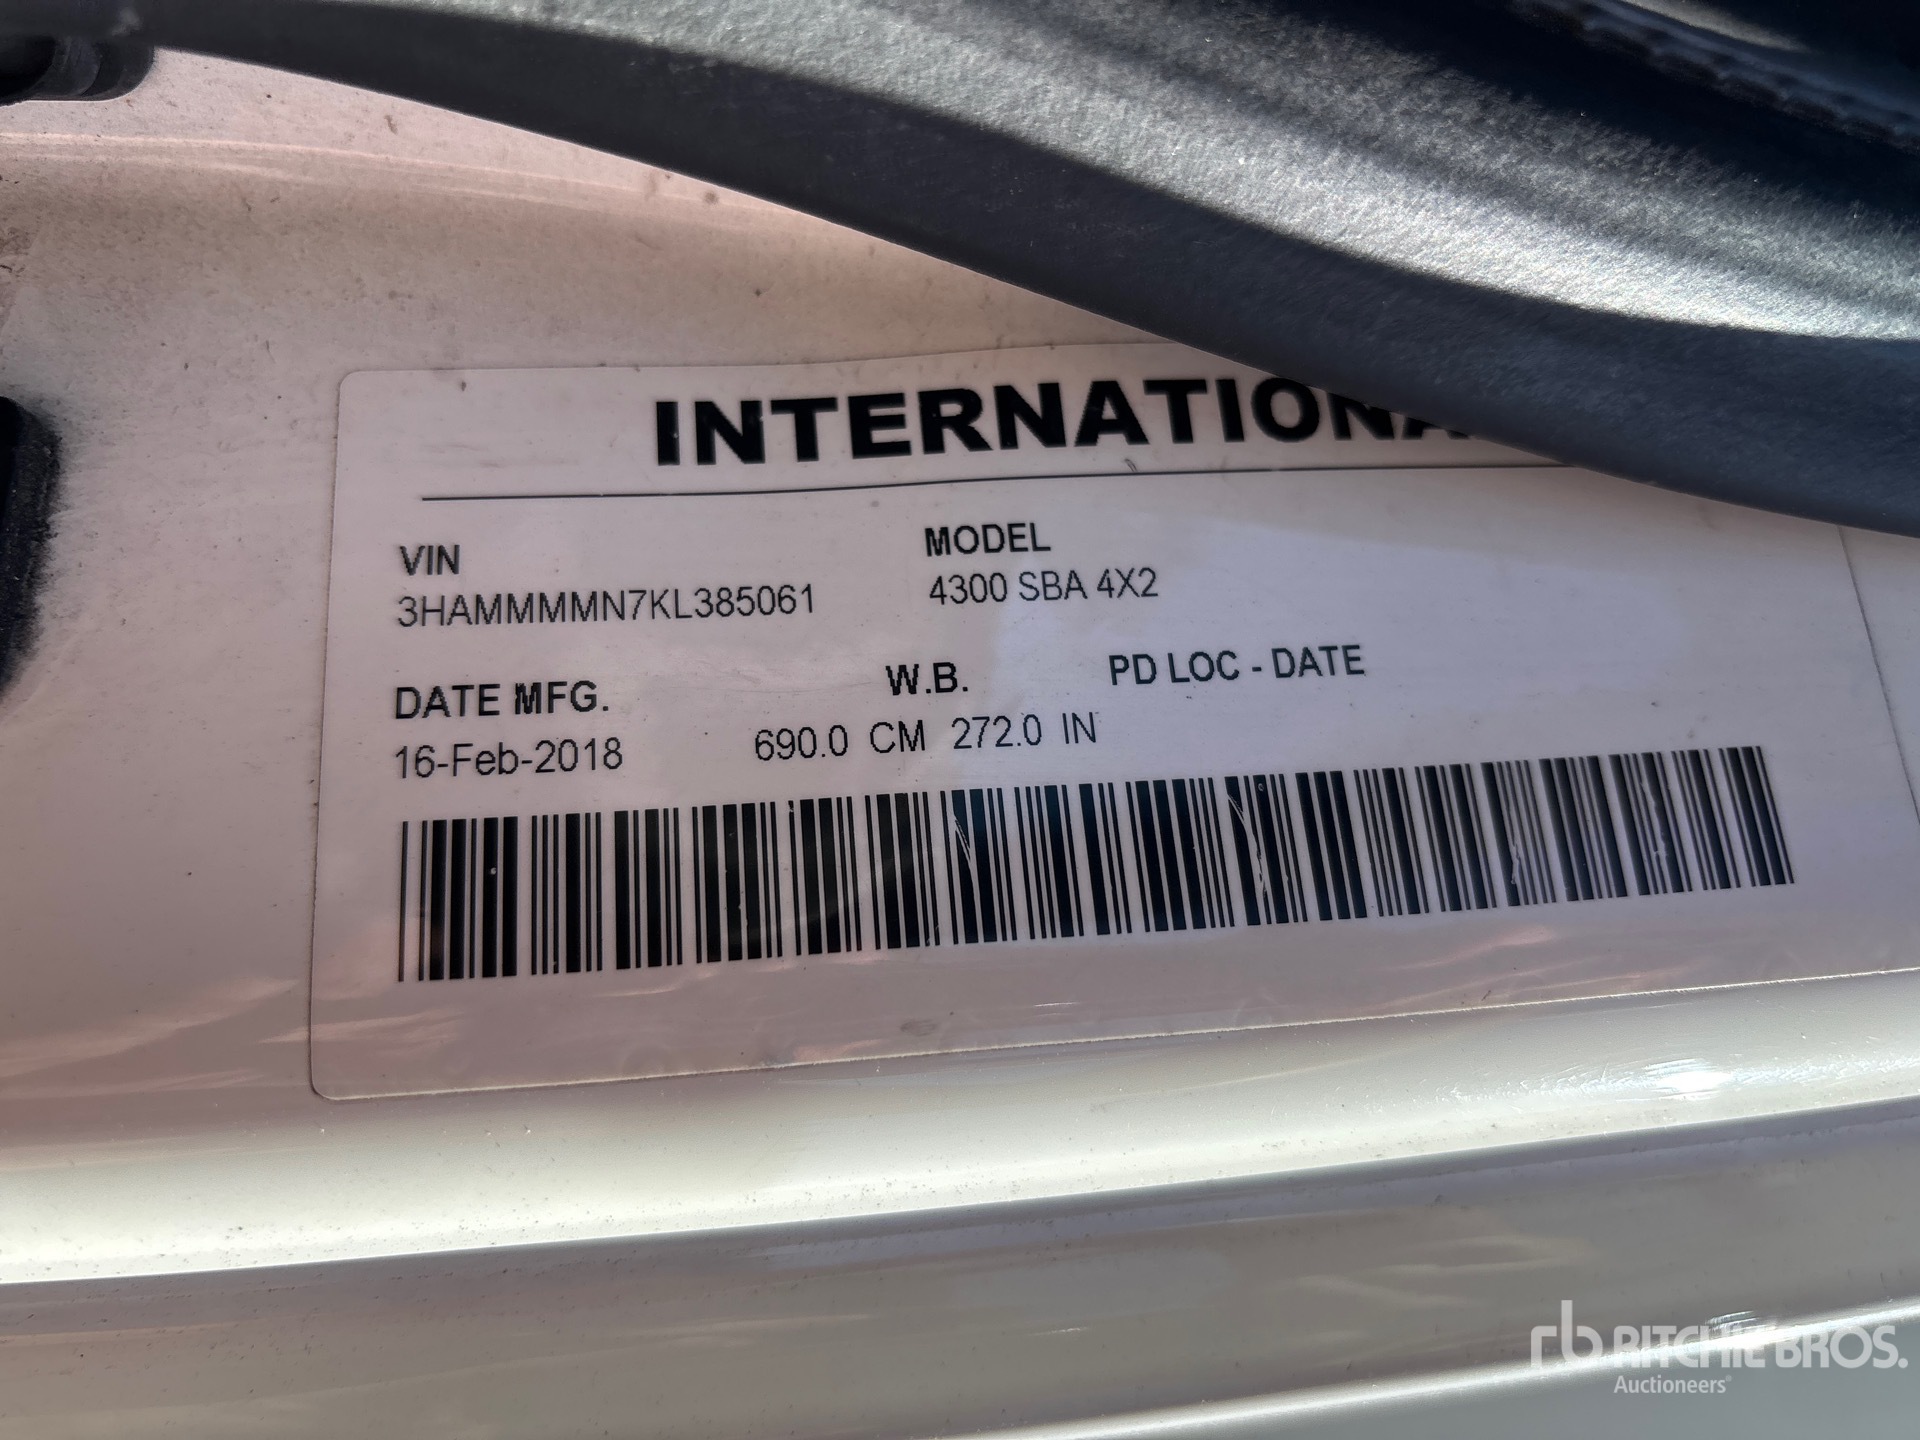 INTERNATIONA
VIN
3HAMMMMN7KL385061
MODEL
4300 SBA 4X2
DATE MFG.
16-Feb-2018
W.B.
690.0 CM 272.0 IN
PD LOC - DATE
rb RITCHIE BROS.
Auctioneers